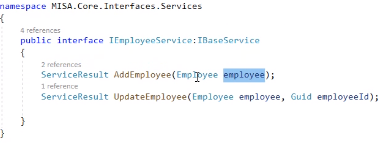 namespace MISA.Core.Interfaces.Services
{
4 references
public interface IEmployeeService:IBaseService
{
2 references
ServiceResult AddEmployee(Employee employee);
1 reference
ServiceResult UpdateEmployee(Employee employee, Guid employeeId);
}
}